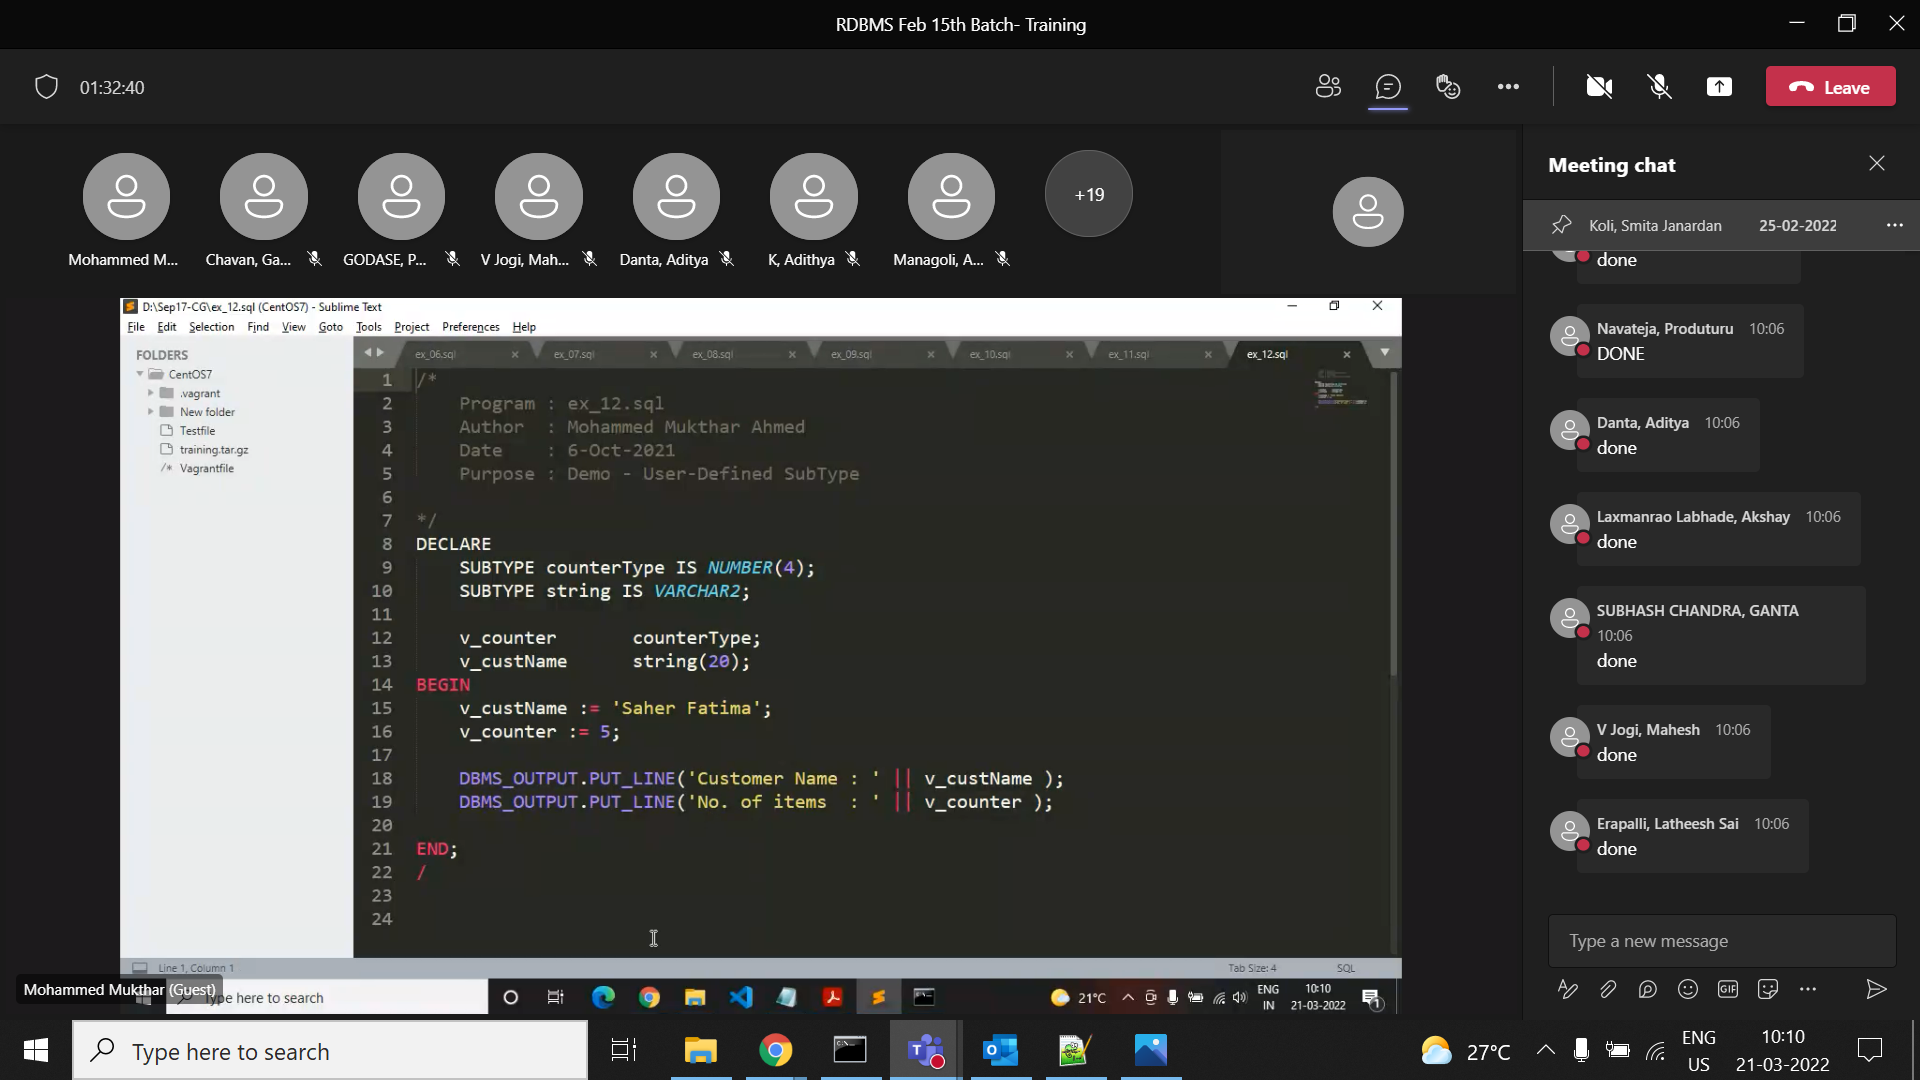 RDBMS Feb 15th Batch- Training
01:32:40
Leave
Mohammed M...
Chavan, Ga...
GODASE, P...
V Jogi, Mah...
Danta, Aditya
K, Adithya
Managoli, A...
+19
Meeting chat
Koli, Smita Janardan 25-02-2022
done
Navateja, Produturu 10:06
DONE
Danta, Aditya 10:06
done
Laxmanrao Labhade, Akshay 10:06
done
SUBHASH CHANDRA, GANTA
10:06
done
V Jogi, Mahesh 10:06
done
Erapalli, Latheesh Sai 10:06
done
Type a new message
GIF
D:\Sep17-CG\ex_12.sql (CentOS7) - Sublime Text
File Edit Selection Find View Goto Tools Project Preferences Help
FOLDERS
CentOS7
.vagrant
New folder
Testfile
training.tar.gz
/* Vagrantfile
ex_06.sql ex_07.sql ex_08.sql ex_09.sql ex_10.sql ex_11.sql ex_12.sql
1 /*
2 Program : ex_12.sql
3 Author : Mohammed Mukthar Ahmed
4 Date : 6-Oct-2021
5 Purpose : Demo - User-Defined SubType
6
7 */
8 DECLARE
9 SUBTYPE counterType IS NUMBER(4);
10 SUBTYPE string IS VARCHAR2;
11
12 v_counter counterType;
13 v_custName string(20);
14 BEGIN
15 v_custName := 'Saher Fatima';
16 v_counter := 5;
17
18 DBMS_OUTPUT.PUT_LINE('Customer Name : ' || v_custName );
19 DBMS_OUTPUT.PUT_LINE('No. of items : ' || v_counter );
20
21 END;
22 /
23
24
Line 1, Column 1 Tab Size: 4 SQL
Mohammed Mukthar (Guest)
Type here to search
21°C
ENG
IN
10:10
21-03-2022
1
Type here to search
27°C
ENG
US
10:10
21-03-2022